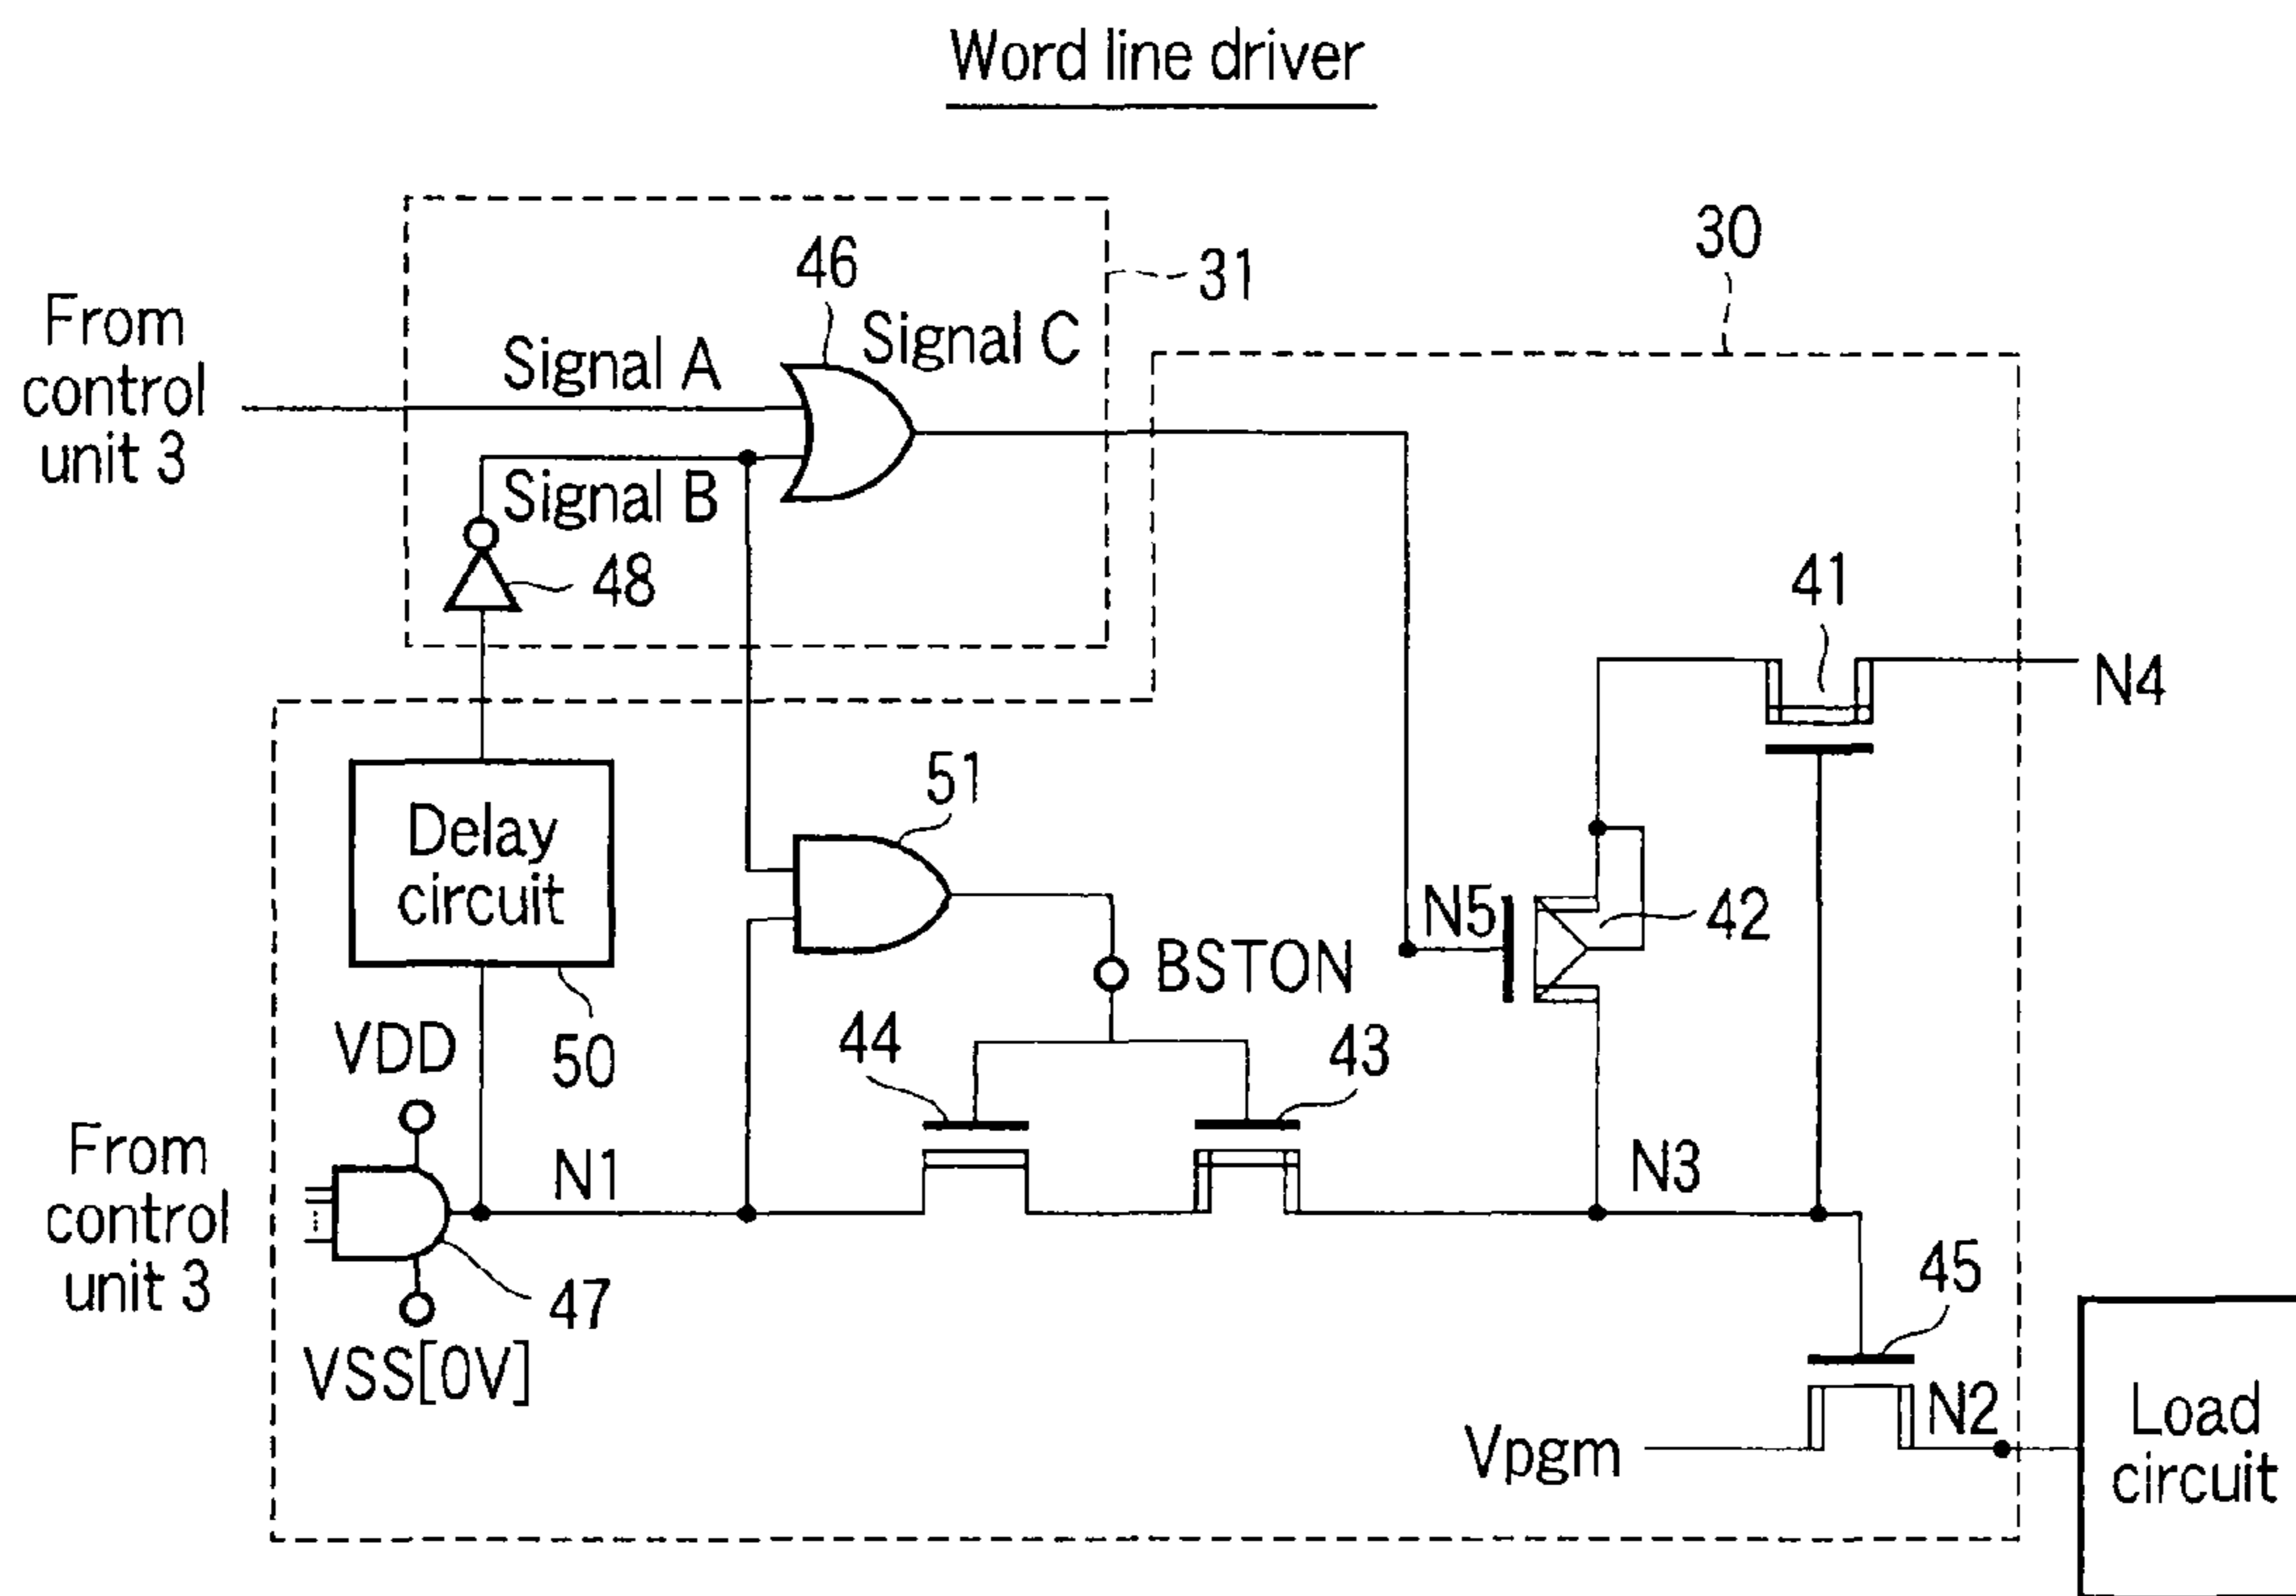 Word line driver
30
46
31
From
control
unit 3
Signal A
Signal C
Signal B
48
41
N4
51
Delay
circuit
N5
42
BSTON
VDD
50
44
43
From
control
unit 3
N1
N3
47
45
VSS[0V]
N2
Vpgm
Load
circuit